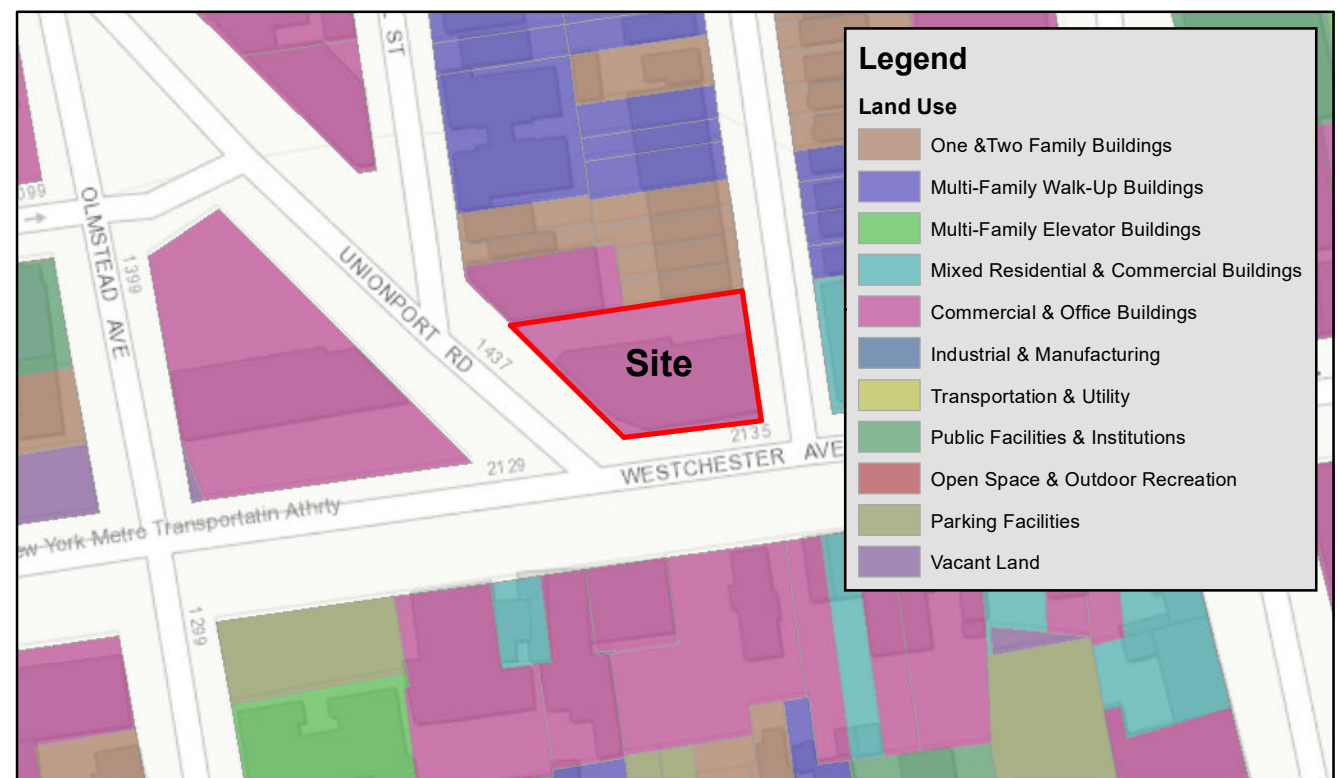 Legend
Land Use
One &Two Family Buildings
Multi-Family Walk-Up Buildings
Multi-Family Elevator Buildings
Mixed Residential & Commercial Buildings
Commercial & Office Buildings
Industrial & Manufacturing
Transportation & Utility
Public Facilities & Institutions
Open Space & Outdoor Recreation
Parking Facilities
Vacant Land
ST
099
OLMSTEAD AVE
1399
UNIONPORT RD
1437
Site
2135
2129
WESTCHESTER AVE
ew York Metro Transportatin Athrty
1299